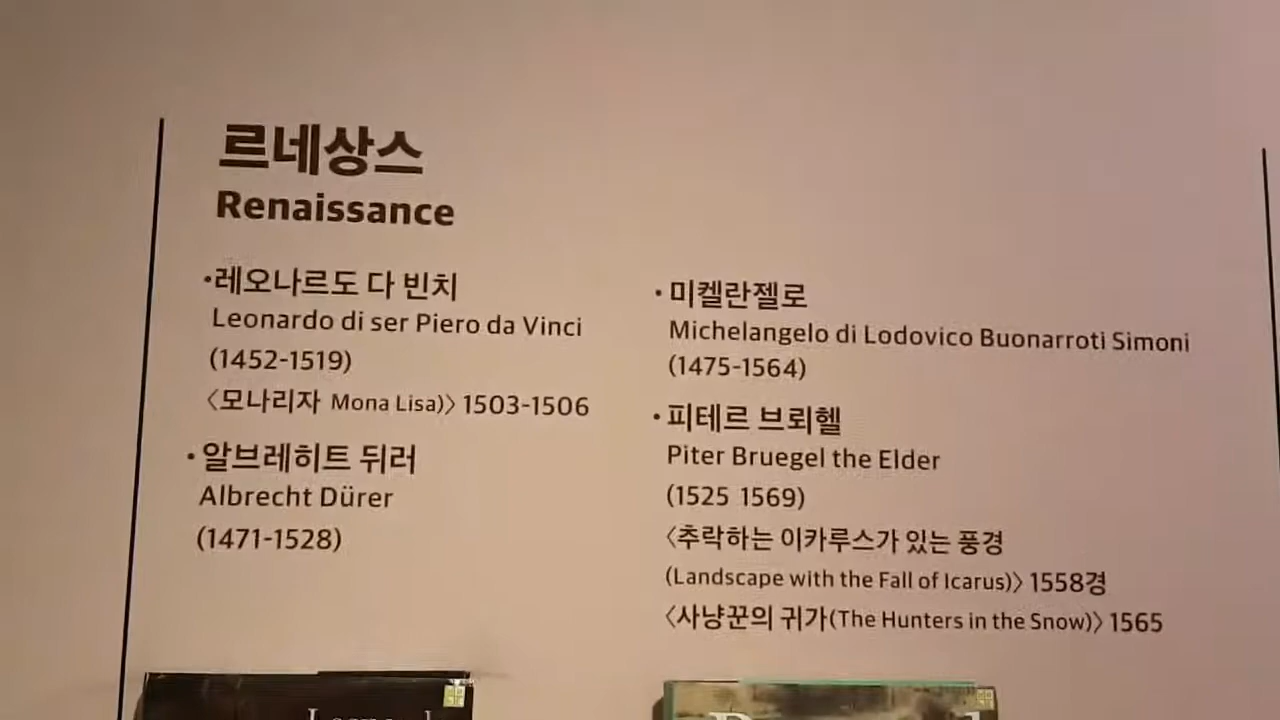 르네상스
Renaissance
·레오나르도 다 빈치
Leonardo di ser Piero da Vinci
(1452-1519)
〈모나리자 Mona Lisa)〉 1503-1506
·알브레히트 뒤러
Albrecht Dürer
(1471-1528)
·미켈란젤로
Michelangelo di Lodovico Buonarroti Simoni
(1475-1564)
·피테르 브뢰헬
Piter Bruegel the Elder
(1525 1569)
〈추락하는 이카루스가 있는 풍경
(Landscape with the Fall of Icarus)〉 1558경
〈사냥꾼의 귀가(The Hunters in the Snow)〉 1565